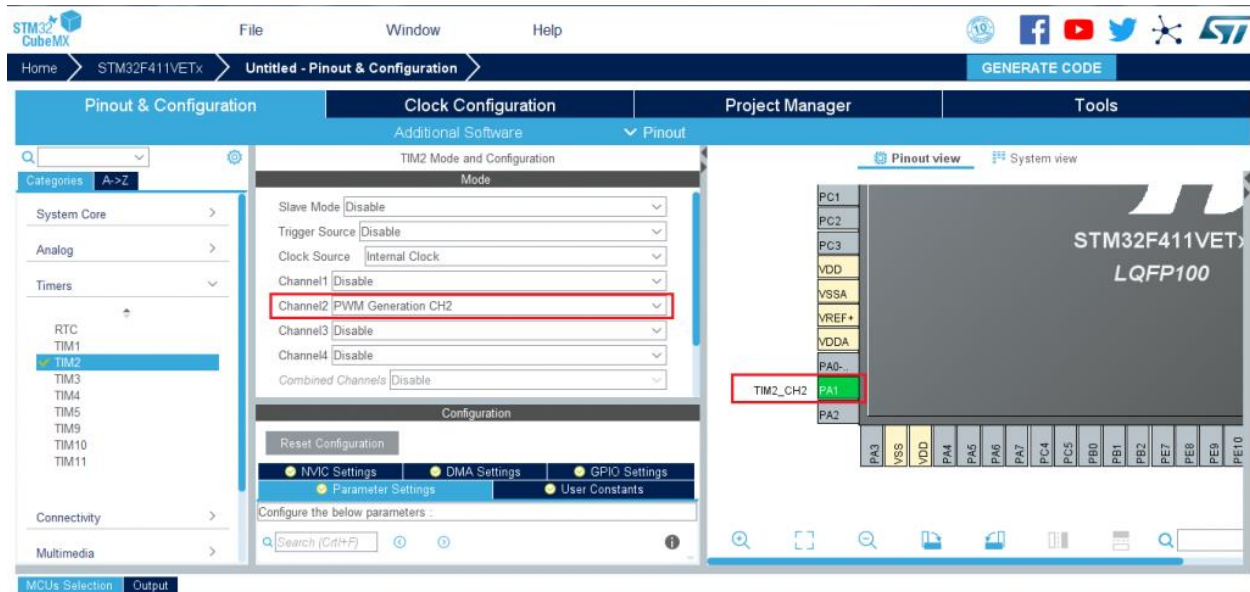 STM32 CubeMX
File Window Help
10
Home STM32F411VETx Untitled - Pinout & Configuration GENERATE CODE
Pinout & Configuration Clock Configuration Project Manager Tools
Additional Software Pinout
Categories A->Z
System Core
Analog
Timers
RTC
TIM1
TIM2
TIM3
TIM4
TIM5
TIM9
TIM10
TIM11
Connectivity
Multimedia
TIM2 Mode and Configuration
Mode
Slave Mode Disable
Trigger Source Disable
Clock Source Internal Clock
Channel1 Disable
Channel2 PWM Generation CH2
Channel3 Disable
Channel4 Disable
Combined Channels Disable
Configuration
Reset Configuration
NVIC Settings DMA Settings GPIO Settings
Parameter Settings User Constants
Configure the below parameters :
Search (Crtl+F)
Pinout view System view
PC1
PC2
PC3
VDD
VSSA
VREF+
VDDA
PA0-..
TIM2_CH2 PA1
PA2
STM32F411VETx
LQFP100
PA3 VSS VDD PA4 PA5 PA6 PA7 PC4 PC5 PB0 PB1 PB2 PE7 PE8 PE9 PE10
MCUs Selection Output